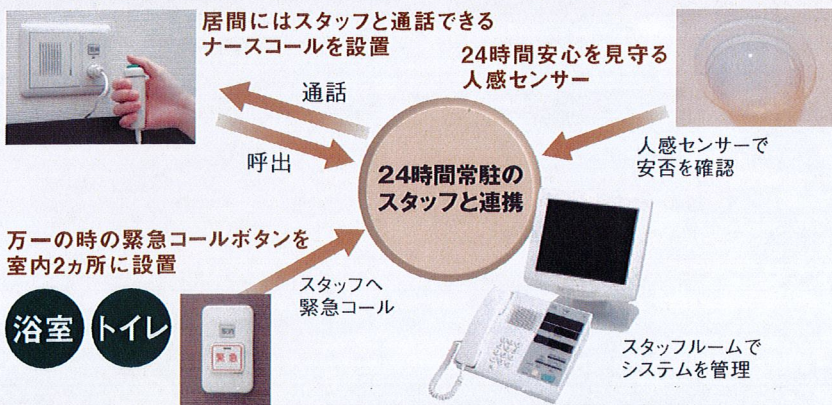 居間にはスタッフと通話できる
ナースコールを設置
24時間安心を見守る
人感センサー
通話
呼出
人感センサーで
安否を確認
24時間常駐の
スタッフと連携
万一の時の緊急コールボタンを
室内2ヵ所に設置
浴室
トイレ
緊急
スタッフへ
緊急コール
スタッフルームで
システムを管理